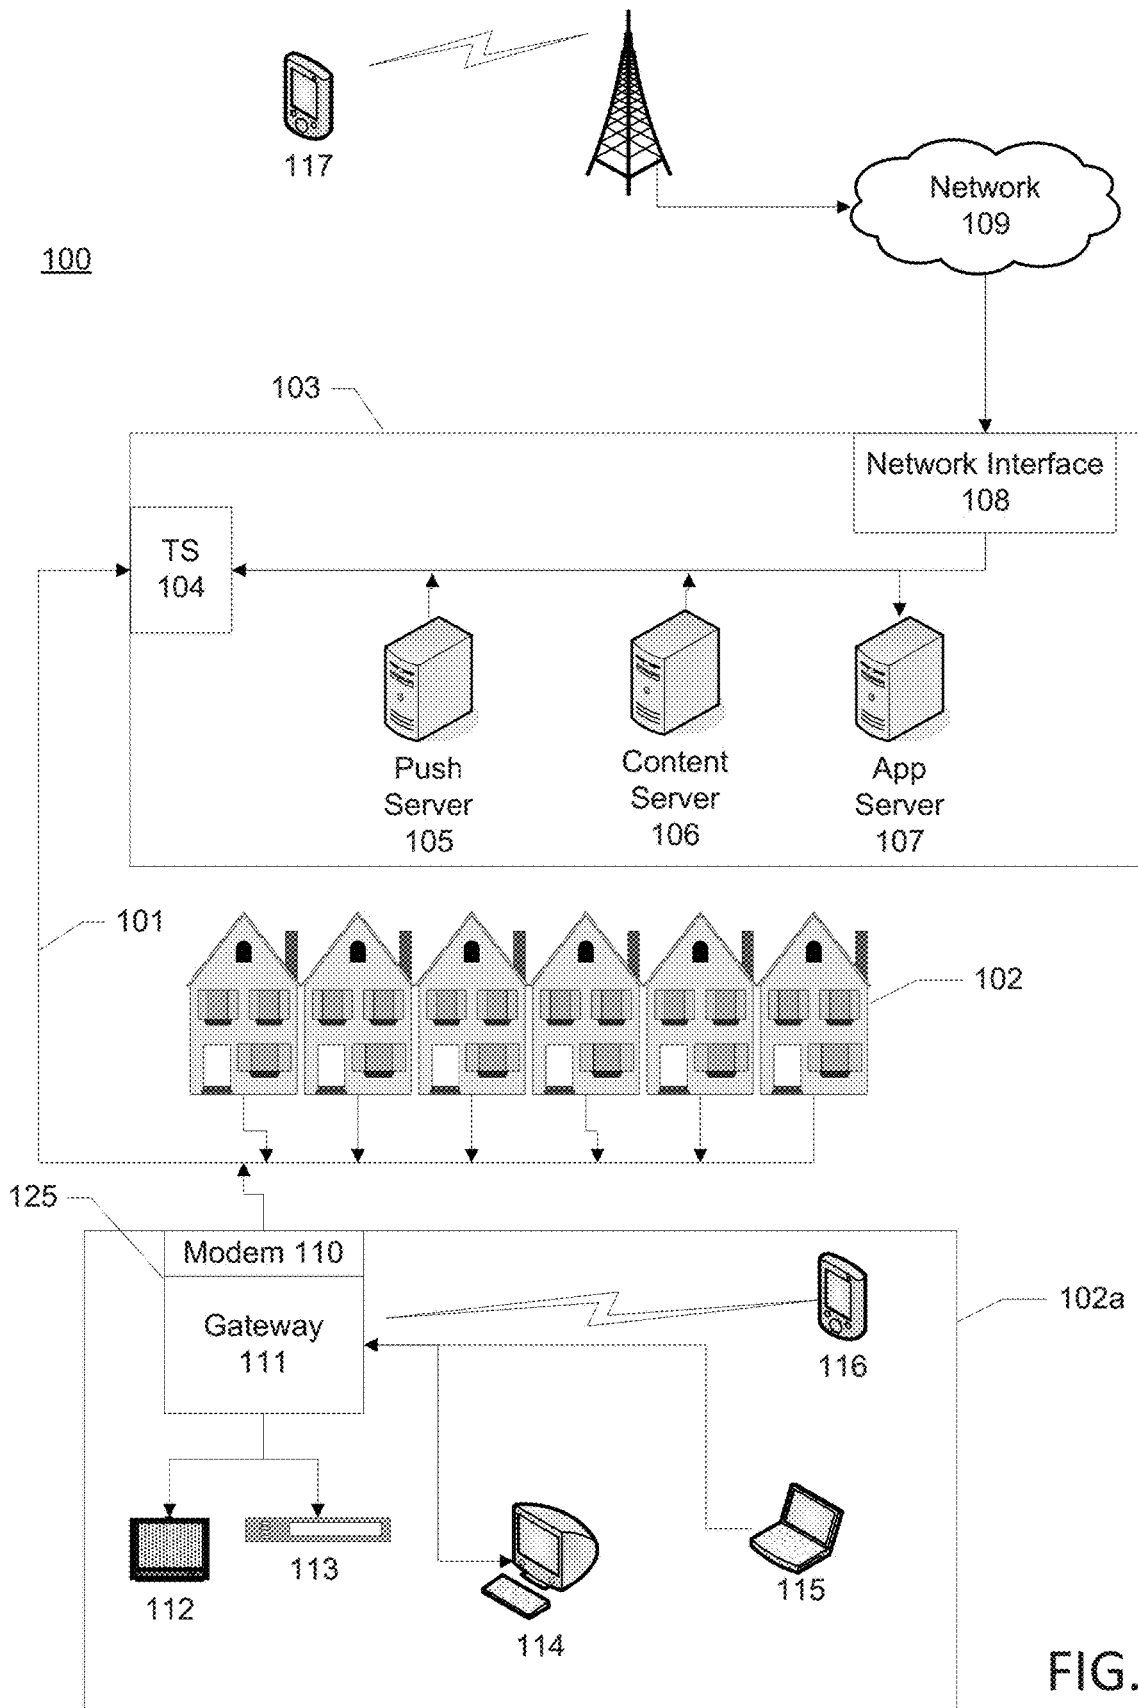 117
Network
109
100
103
Network Interface
108
TS
104
Push
Server
105
Content
Server
106
App
Server
107
101
102
125
Modem 110
Gateway
111
116
102a
112
113
114
115
FIG.